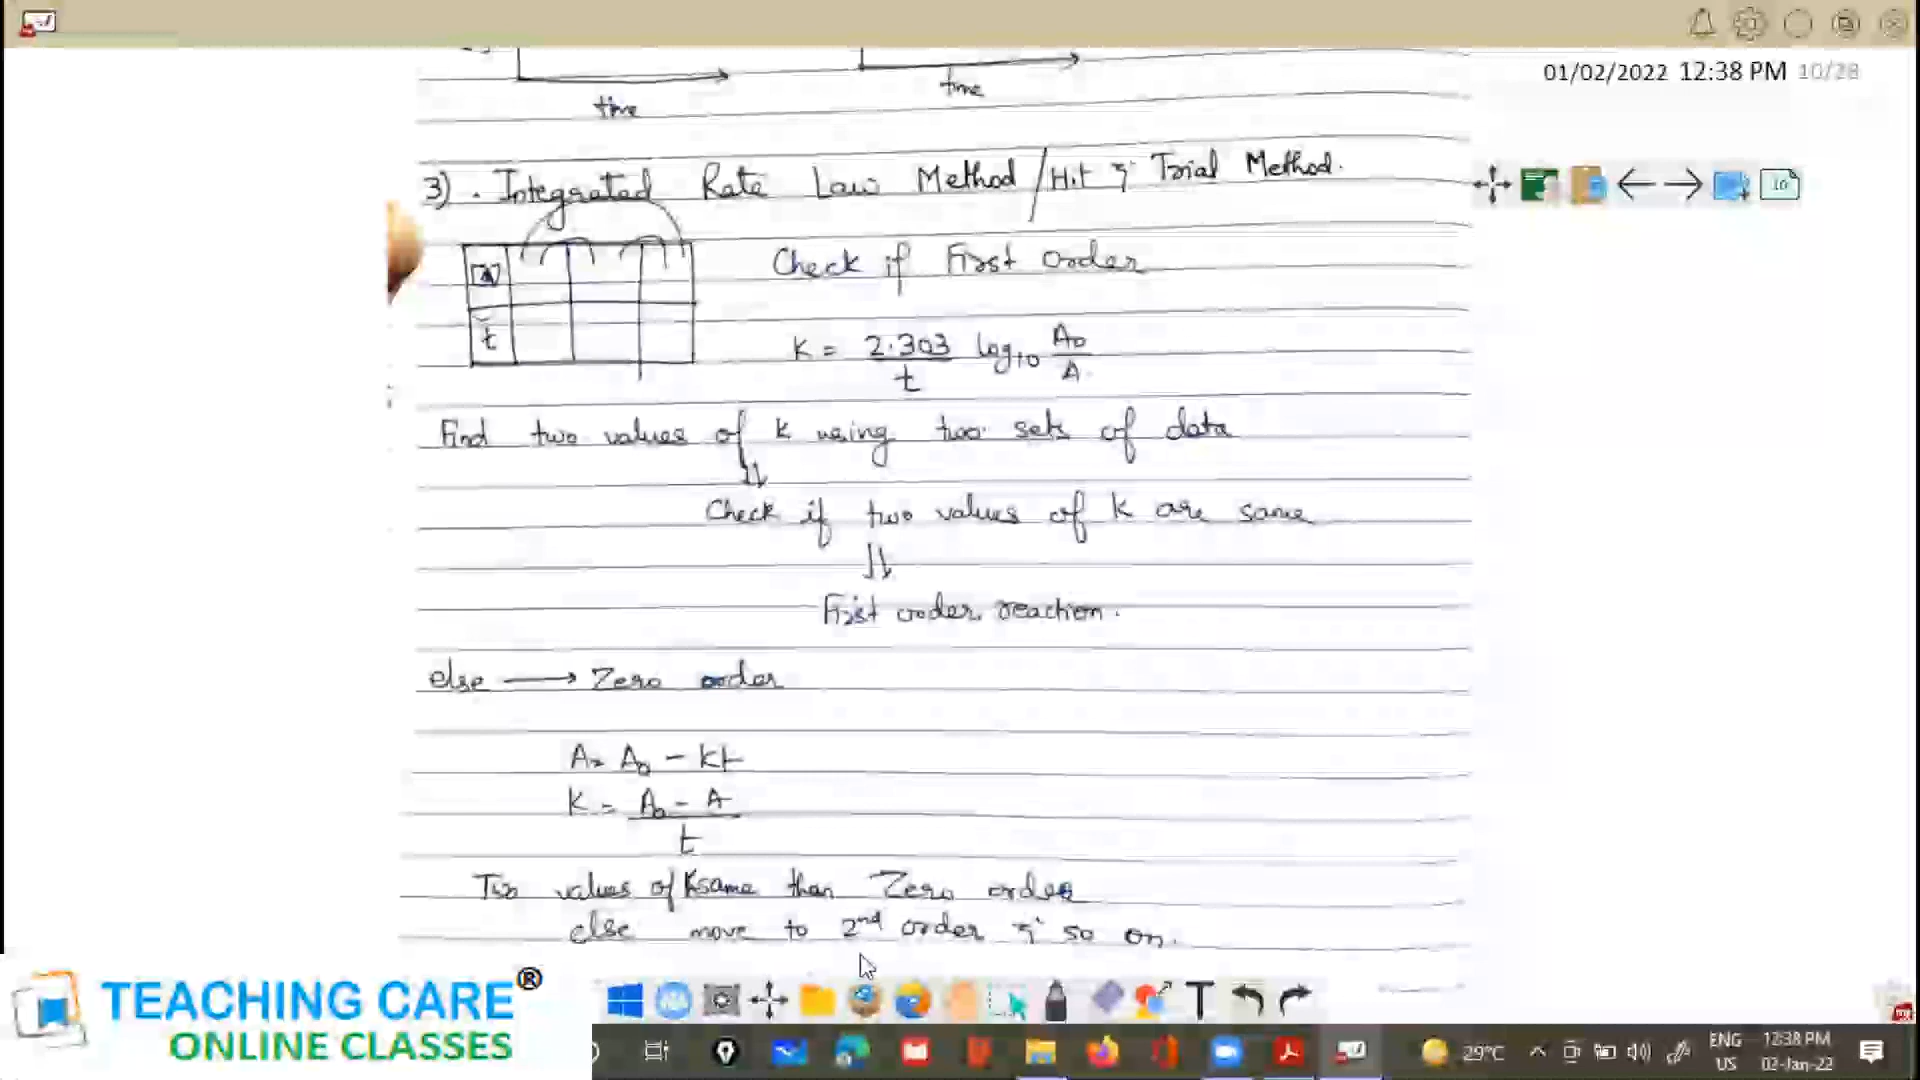 01/02/2022 12:38 PM 10/28
time
time
3). Integrated Rate Law Method / Hit & Trial Method.
[A]
t
Check if First order
K = 2.303 / t log10 A0 / A
Find two values of K using two sets of data
Check if two values of K are same
First order reaction.
else → Zero order
A = A0 - Kt
K = A0 - A / t
Two values of K same than Zero order
else move to 2nd order & so on.
TEACHING CARE®
ONLINE CLASSES
29°C
ENG
US
12:38 PM
02-Jan-22